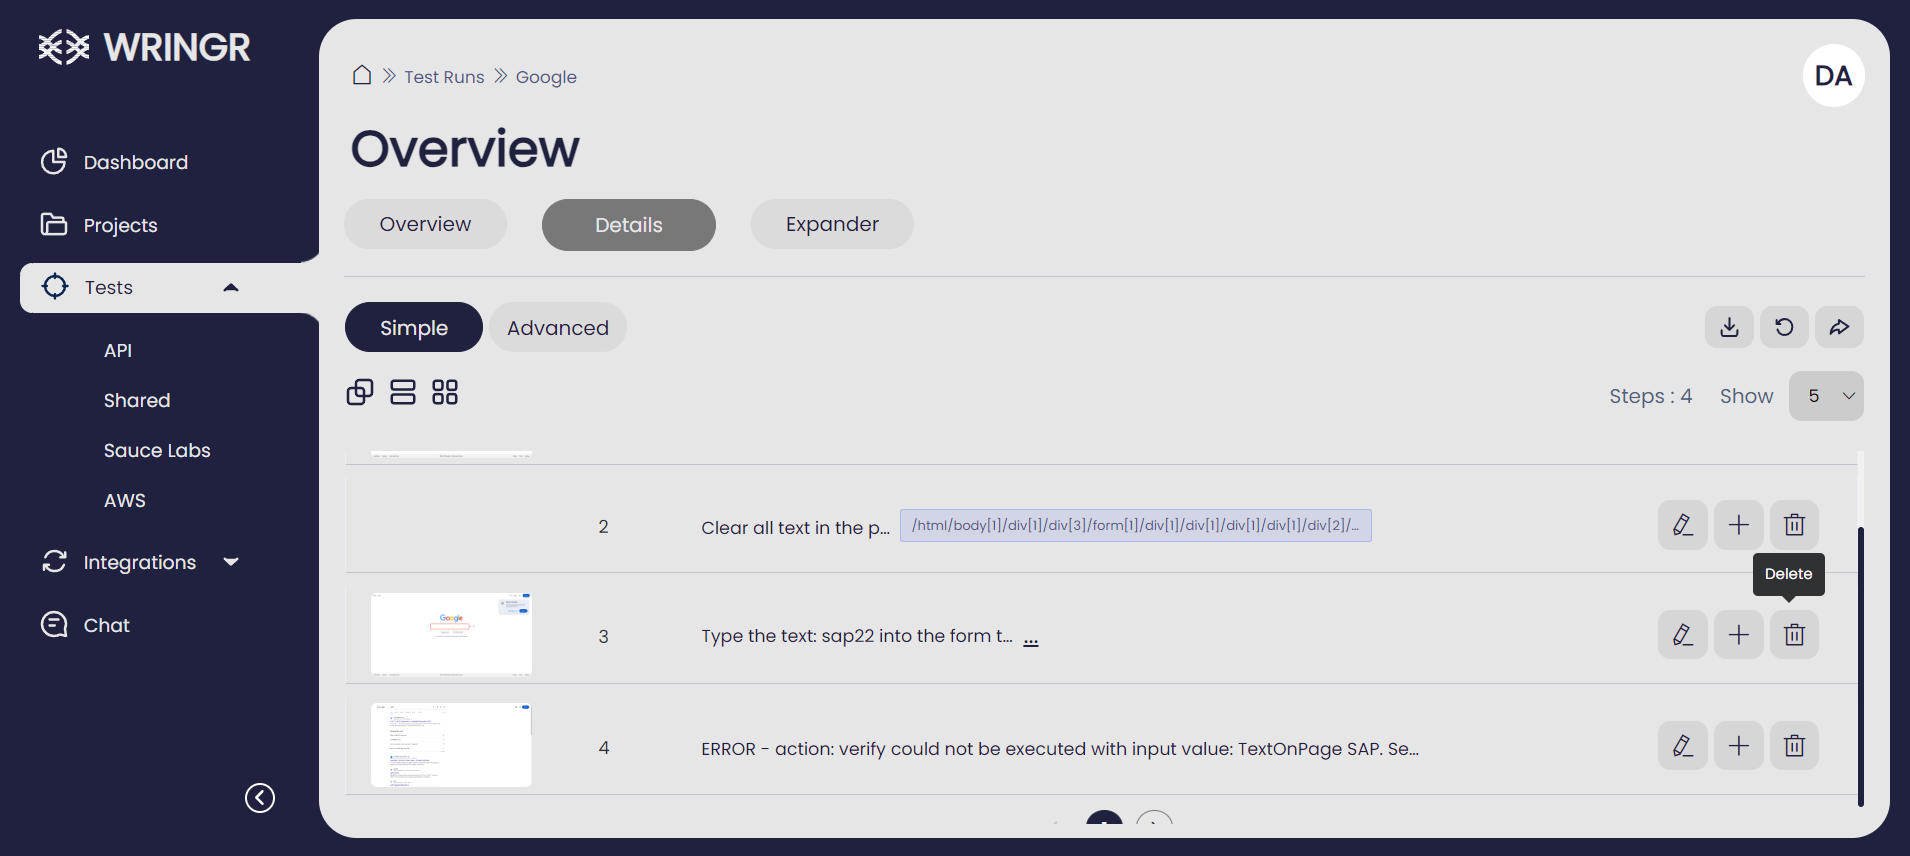 WRINGR
Test Runs
Google
DA
Overview
Dashboard
Projects
Tests
API
Shared
Sauce Labs
AWS
Integrations
Chat
Overview
Details
Expander
Simple
Advanced
Steps : 4
Show
5
2
Clear all text in the p...
/html/body[1]/div[1]/div[3]/form[1]/div[1]/div[1]/div[1]/div[1]/div[2]/...
Delete
Google
3
Type the text: sap22 into the form t...
...
4
ERROR - action: verify could not be executed with input value: TextOnPage SAP. Se...